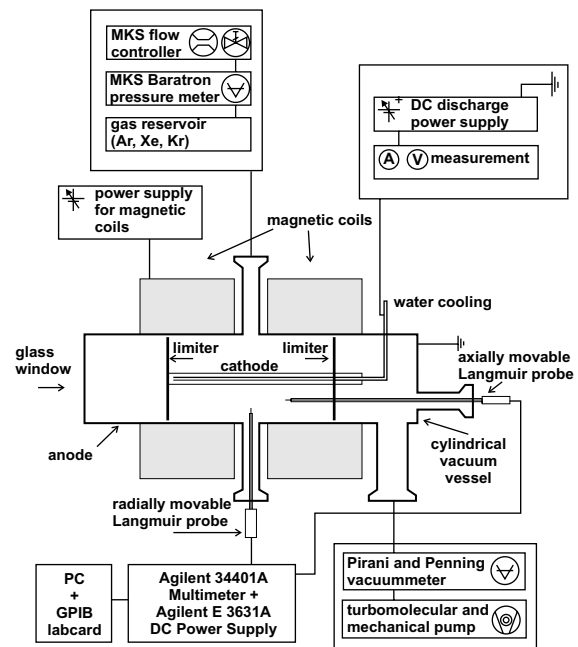 MKS flow
controller
MKS Baratron
pressure meter
gas reservoir
(Ar, Xe, Kr)
+
DC discharge
power supply
A V measurement
power supply
for magnetic
coils
magnetic coils
water cooling
glass
window
limiter
limiter
cathode
axially movable
Langmuir probe
anode
cylindrical
vacuum
vessel
radially movable
Langmuir probe
PC
+
GPIB
labcard
Agilent 34401A
Multimeter +
Agilent E 3631A
DC Power Supply
Pirani and Penning
vacuummeter
turbomolecular and
mechanical pump